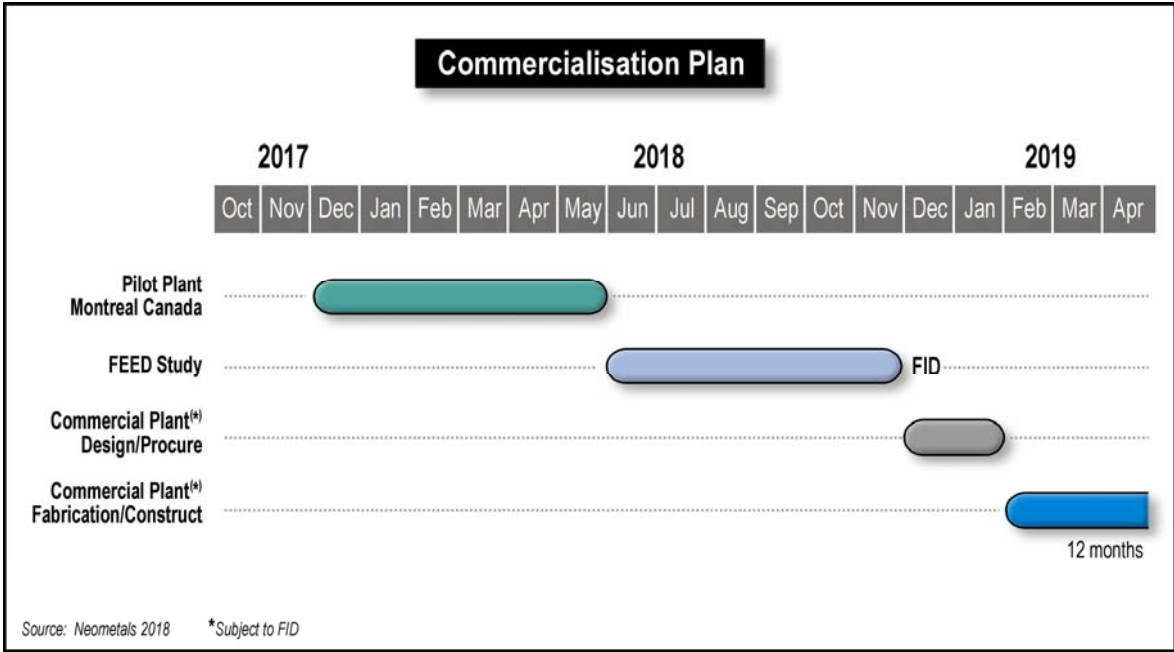 Commercialisation Plan
2017 2018 2019
Oct Nov Dec Jan Feb Mar Apr May Jun Jul Aug Sep Oct Nov Dec Jan Feb Mar Apr
Pilot Plant
Montreal Canada
FEED Study
FID
Commercial Plant(*)
Design/Procure
Commercial Plant(*)
Fabrication/Construct
12 months
Source: Neometals 2018 *Subject to FID